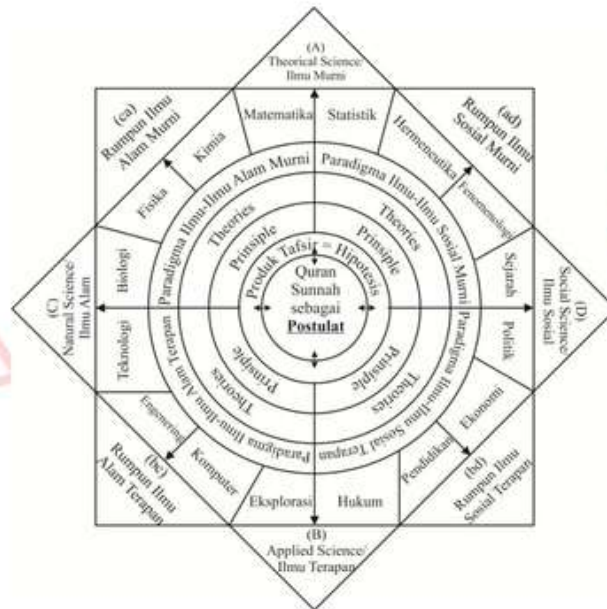 (A)
Theorical Science/
Ilmu Murni
(ca)
Rumpun Ilmu
Alam Murni
Kimia
Matematika
Statistik
Hermeneutika
(ad)
Rumpun Ilmu
Sosial Murni
Fisika
Fenomenologi
Paradigma Ilmu-Ilmu Alam Murni
Paradigma Ilmu-Ilmu Sosial Murni
Theories
Theories
Principle
Prinsiple
Produk Tafsir = Hipotesis
Biologi
Sejarah
Quran
Sunnah
sebagai
Postulat
(C)
Natural Science/
Ilmu Alam
(D)
Social Science/
Ilmu Sosial
Teknologi
Politik
Prinsiple
Prinsiple
Theories
Theories
Paradigma Ilmu-Ilmu Alam Terapan
Paradigma Ilmu-Ilmu Sosial Terapan
Ekonomi
Komputer
Pendidikan
(bc)
Rumpun Ilmu
Alam Terapan
Eksplorasi
Hukum
(bd)
Rumpun Ilmu
Sosial Terapan
(B)
Applied Science/
Ilmu Terapan